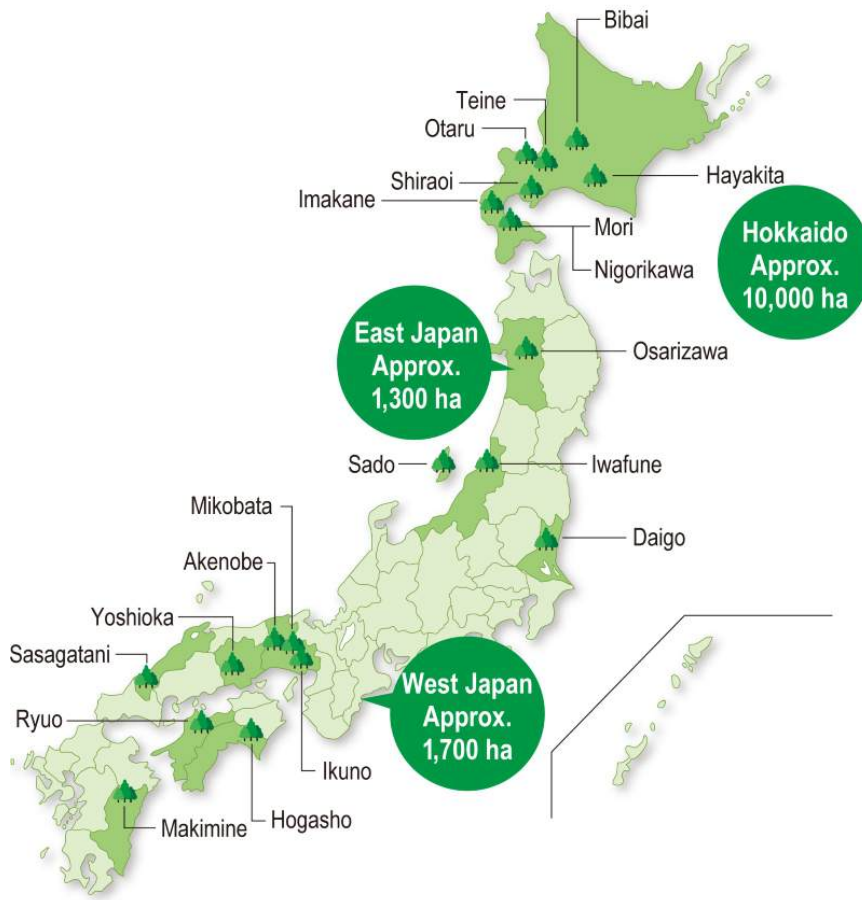 Bibai
Teine
Otaru
Shiraoi
Hayakita
Imakane
Mori
Nigorikawa
Hokkaido
Approx.
10,000 ha
East Japan
Approx.
1,300 ha
Osarizawa
Sado
Iwafune
Mikobata
Daigo
Akenobe
Yoshioka
Sasagatani
West Japan
Approx.
1,700 ha
Ryuo
Ikuno
Hogasho
Makimine